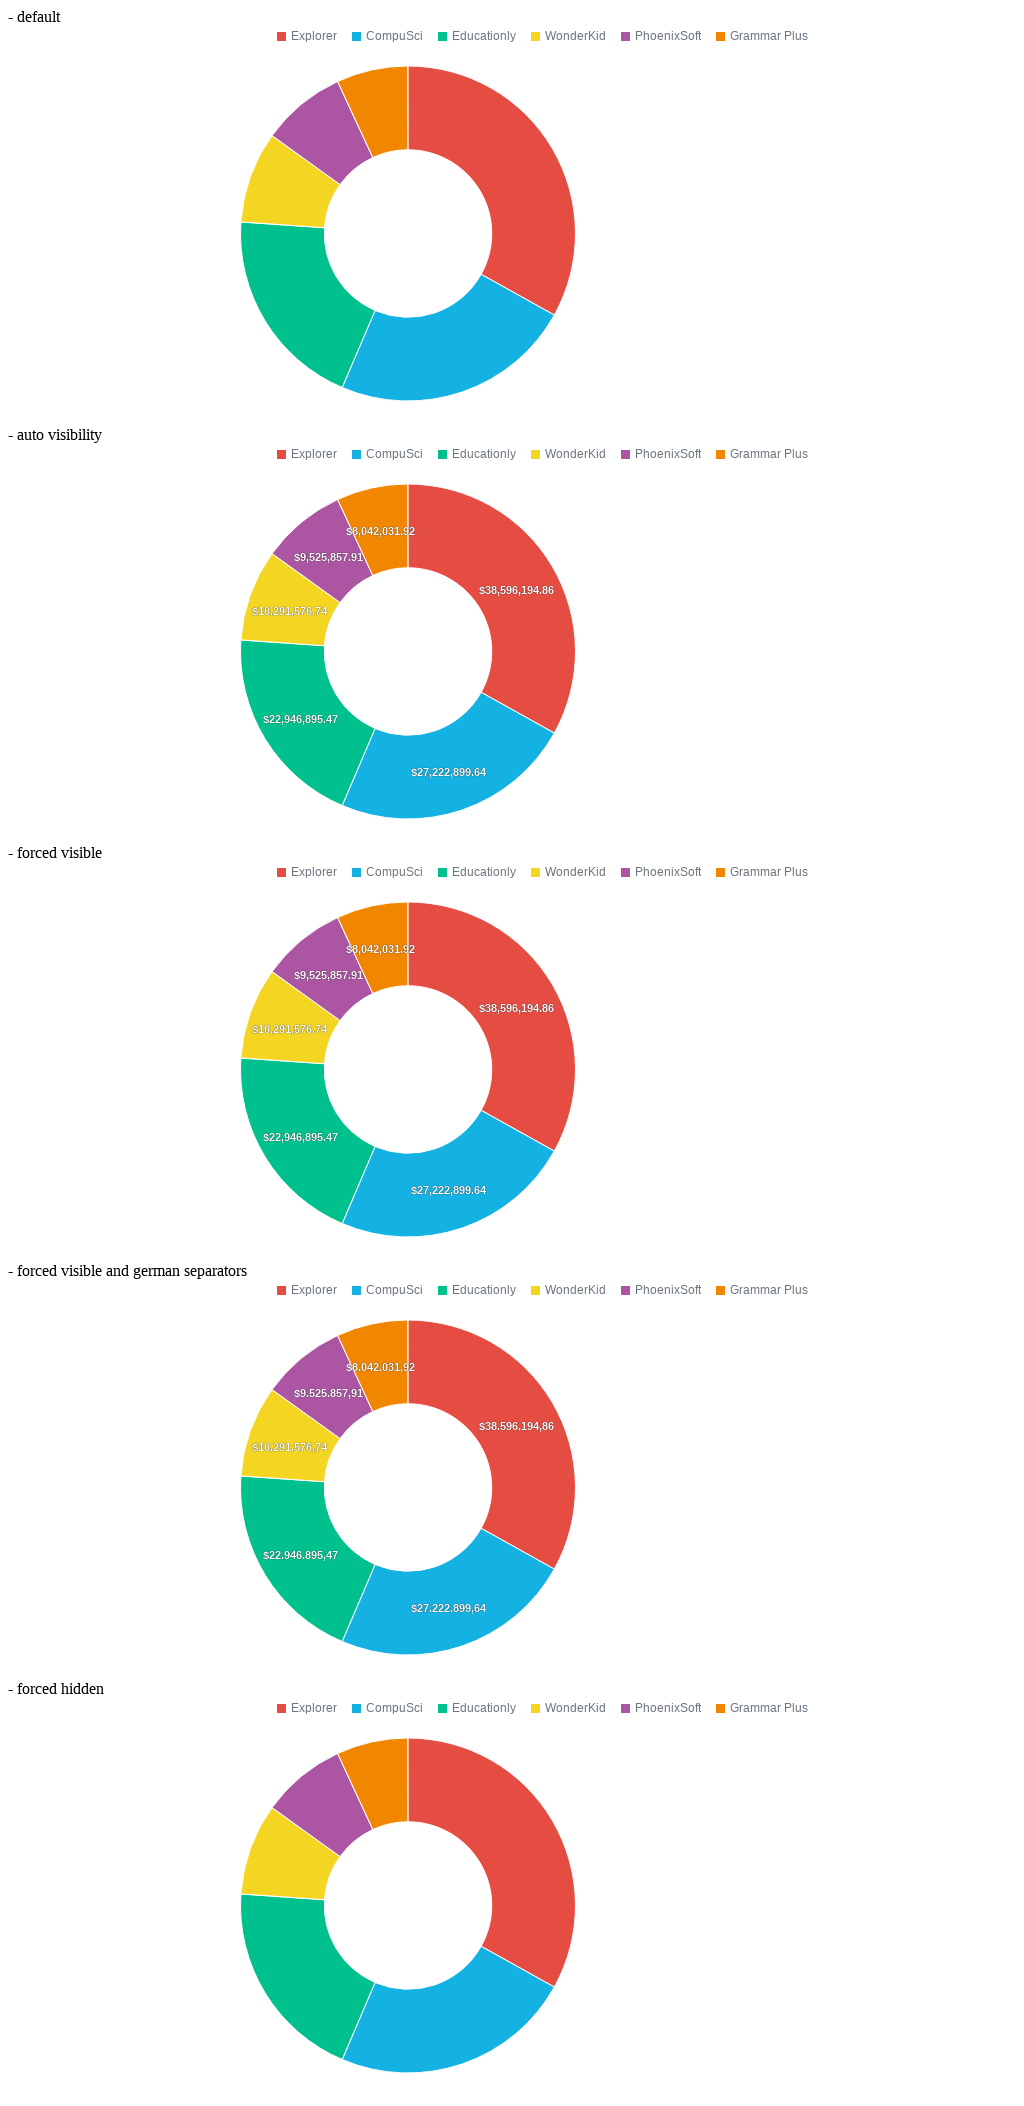 - default
Explorer CompuSci Educationly WonderKid PhoenixSoft Grammar Plus
- auto visibility
Explorer CompuSci Educationly WonderKid PhoenixSoft Grammar Plus
$8,042,031.92
$9,525,857.91
$38,596,194.86
$10,291,576.74
$22,946,895.47
$27,222,899.64
- forced visible
Explorer CompuSci Educationly WonderKid PhoenixSoft Grammar Plus
$8,042,031.92
$9,525,857.91
$38,596,194.86
$10,291,576.74
$22,946,895.47
$27,222,899.64
- forced visible and german separators
Explorer CompuSci Educationly WonderKid PhoenixSoft Grammar Plus
$8.042.031,92
$9.525.857,91
$38.596.194,86
$10.291.576,74
$22.946.895,47
$27.222.899,64
- forced hidden
Explorer CompuSci Educationly WonderKid PhoenixSoft Grammar Plus